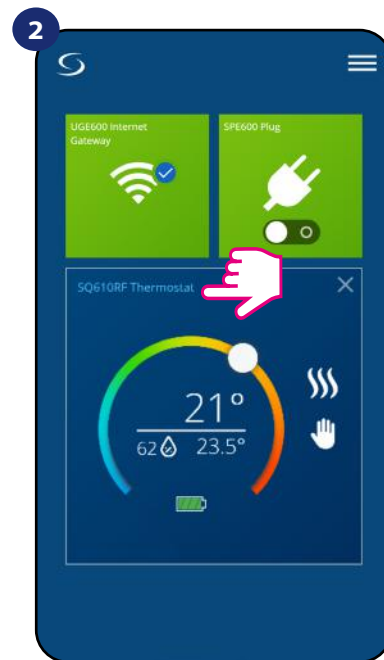 2
UGE600 Internet
Gateway
SPE600 Plug
SQ610RF Thermostat
21°
62 23.5°